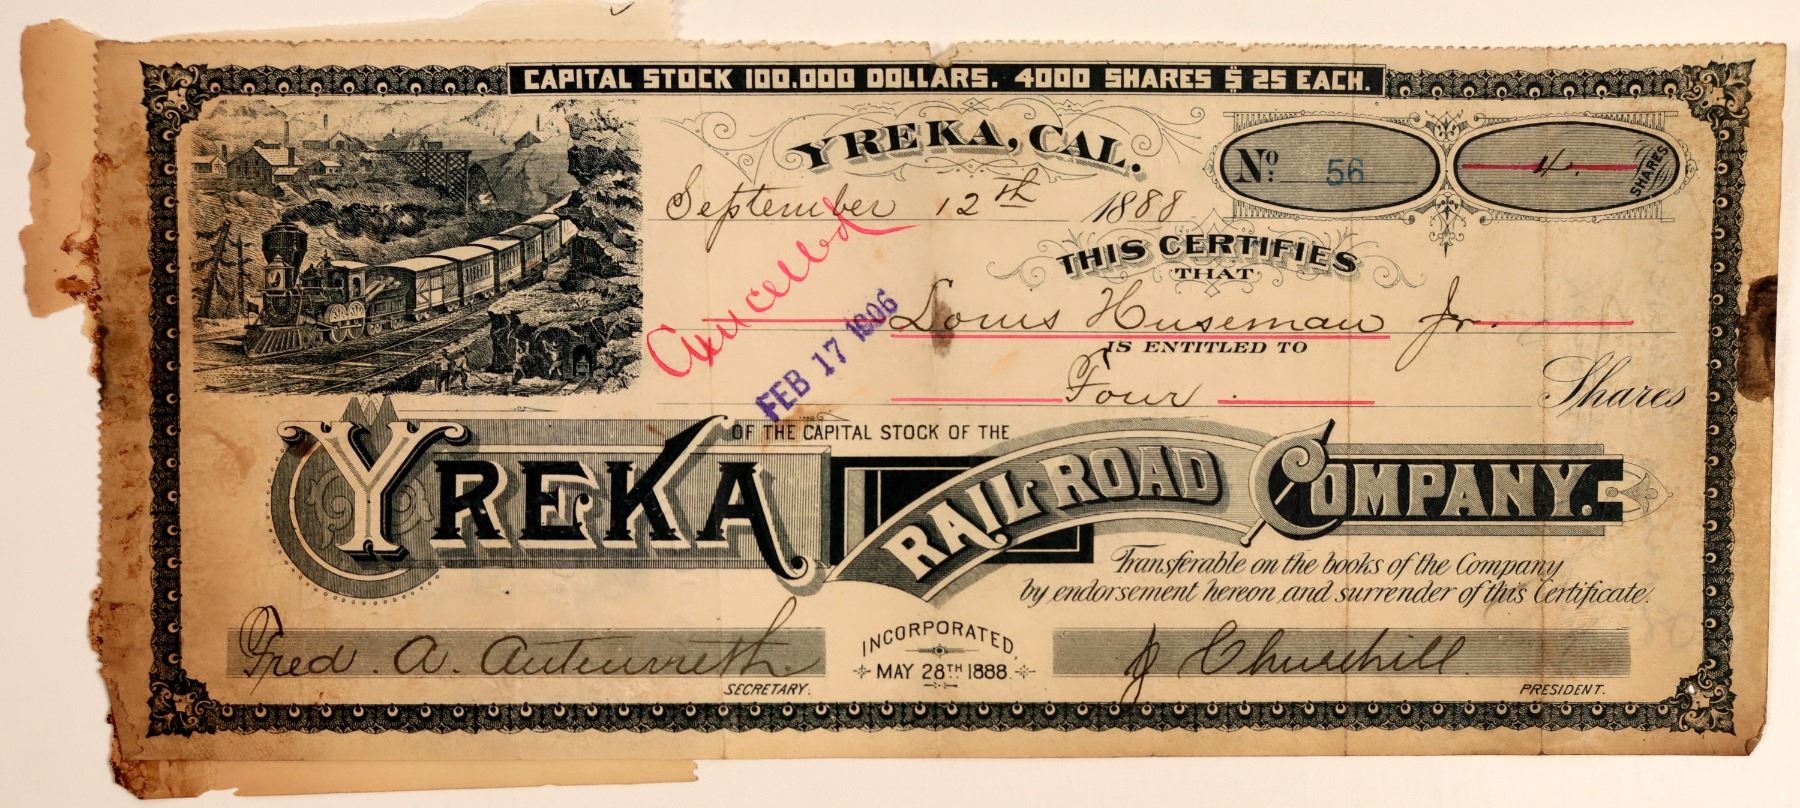 CAPITAL STOCK 100.000 DOLLARS. 4000 SHARES $ 25 EACH.
YREKA, CAL.
No. 56
4. SHARES
September 12th 1888
Cancelled
FEB 17 1906
THIS CERTIFIES
THAT
Louis Huseman Jr.
IS ENTITLED TO
Four Shares
OF THE CAPITAL STOCK OF THE
YREKA RAILROAD COMPANY.
Transferable on the books of the Company
by endorsement hereon and surrender of this Certificate.
Fred. A. Autenrieth.
SECRETARY.
INCORPORATED,
MAY 28TH 1888.
J Churchill
PRESIDENT.